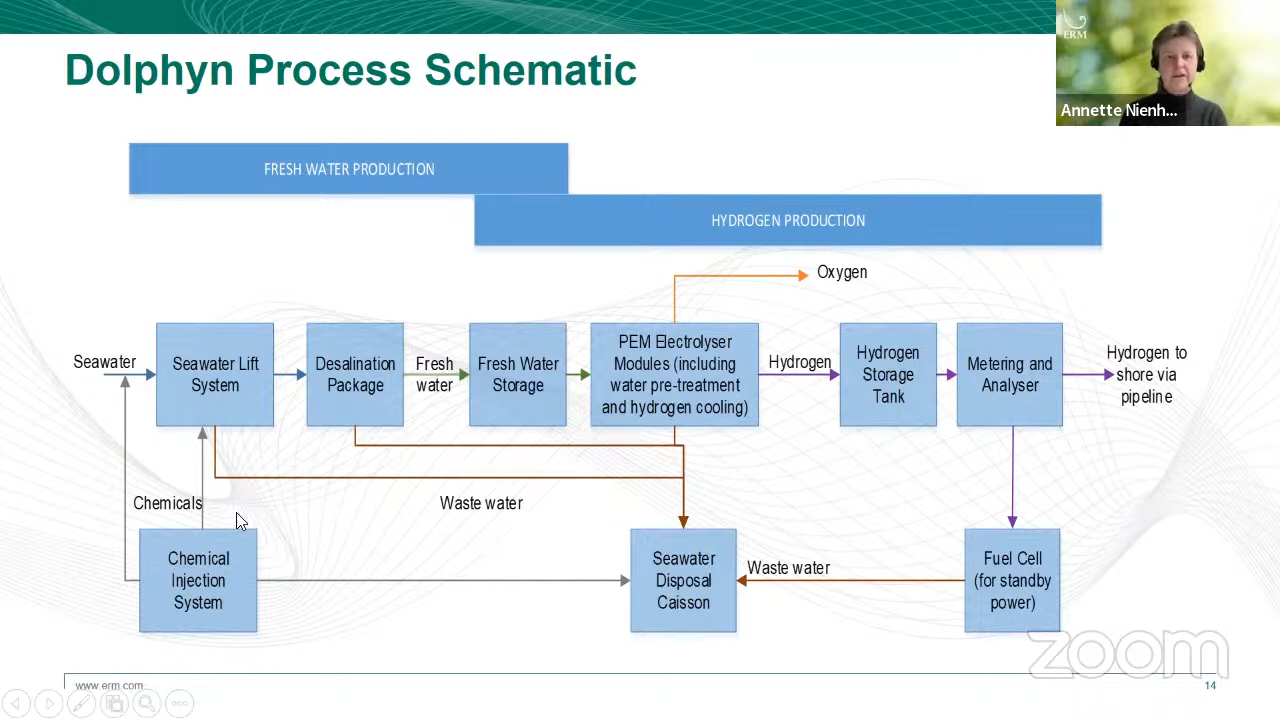 ERM
Dolphyn Process Schematic
Annette Nienh...
FRESH WATER PRODUCTION
HYDROGEN PRODUCTION
Oxygen
Seawater
Seawater Lift
System
Desalination
Package
Fresh
water
Fresh Water
Storage
PEM Electrolyser
Modules (including
water pre-treatment
and hydrogen cooling)
Hydrogen
Hydrogen
Storage
Tank
Metering and
Analyser
Hydrogen to
shore via
pipeline
Chemicals
Waste water
Chemical
Injection
System
Seawater
Disposal
Caisson
Waste water
Fuel Cell
(for standby
power)
zoom
www.erm.com
14